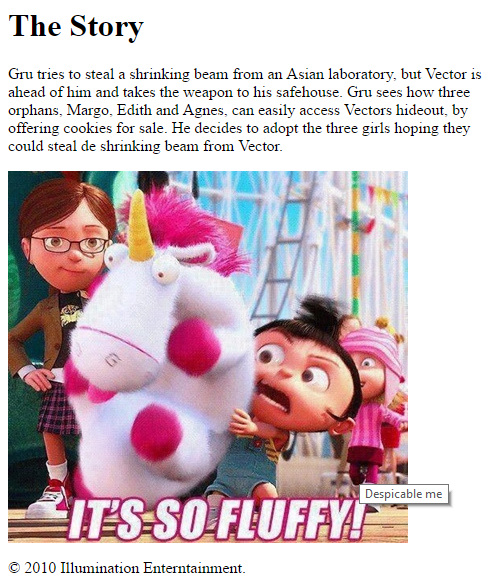 The Story
Gru tries to steal a shrinking beam from an Asian laboratory, but Vector is
ahead of him and takes the weapon to his safehouse. Gru sees how three
orphans, Margo, Edith and Agnes, can easily access Vectors hideout, by
offering cookies for sale. He decides to adopt the three girls hoping they
could steal de shrinking beam from Vector.
G
Despicable me
IT'S SO FLUFFY!
© 2010 Illumination Enterntainment.